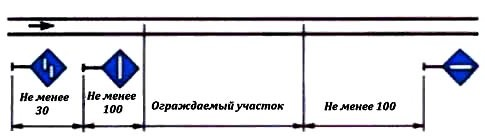 Не менее
30
Не менее
100
Ограждаемый участок
Не менее 100